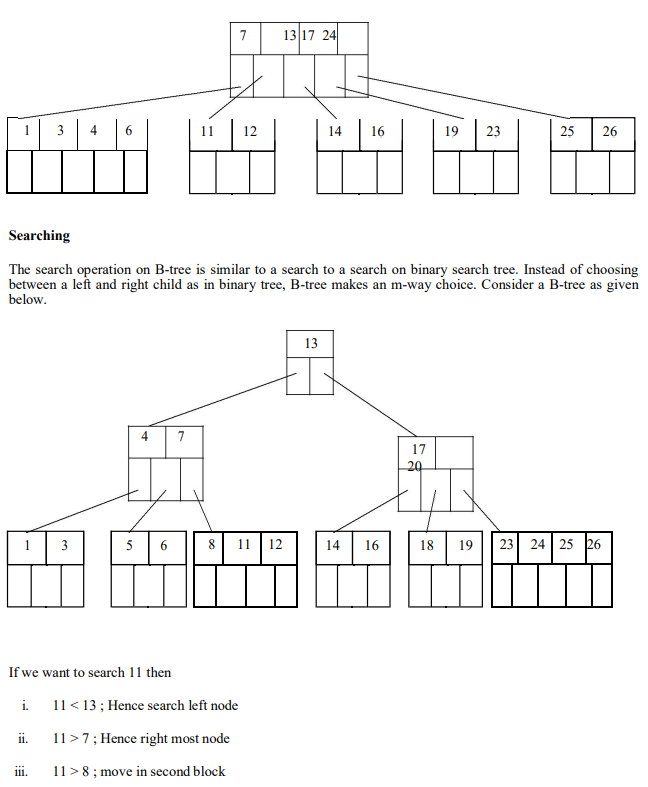 7 13 17 24
1 3 4 6 11 12 14 16 19 23 25 26
Searching
The search operation on B-tree is similar to a search to a search on binary search tree. Instead of choosing
between a left and right child as in binary tree, B-tree makes an m-way choice. Consider a B-tree as given
below.
13
4 7
17
20
1 3 5 6 8 11 12 14 16 18 19 23 24 25 26
If we want to search 11 then
i. 11 < 13 ; Hence search left node
ii. 11 > 7 ; Hence right most node
iii. 11 > 8 ; move in second block